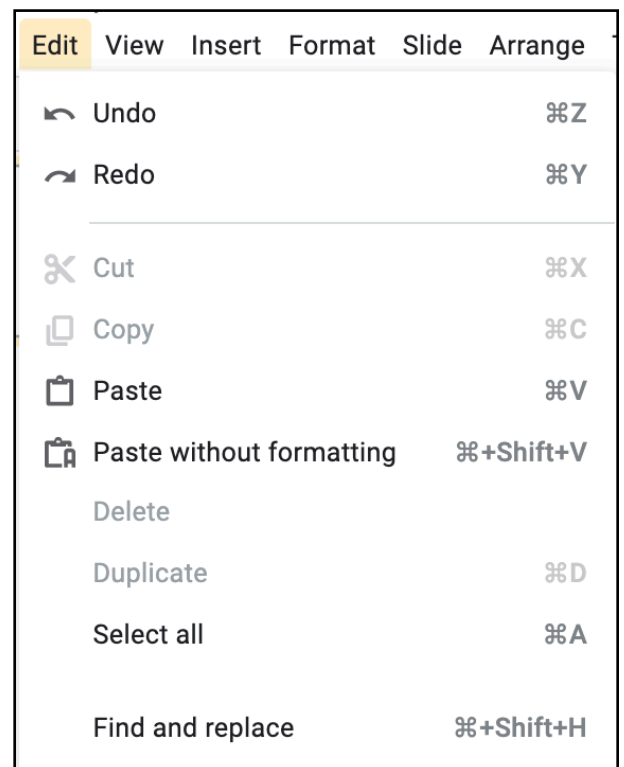 Edit View Insert Format Slide Arrange
Undo ⌘Z
Redo ⌘Y
Cut ⌘X
Copy ⌘C
Paste ⌘V
Paste without formatting ⌘+Shift+V
Delete
Duplicate ⌘D
Select all ⌘A
Find and replace ⌘+Shift+H